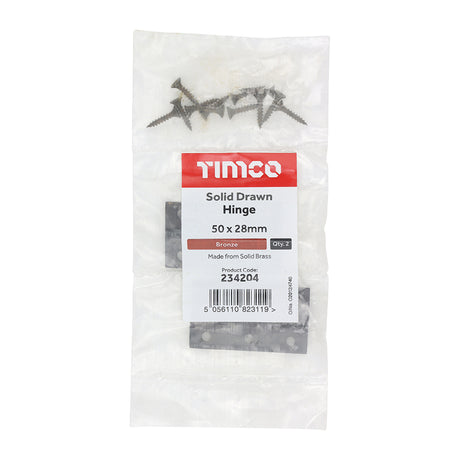 TIMCO
Solid Drawn
Hinge
50 x 28mm
Bronze
Qty. 2
Made from Solid Brass
Product Code:
234204
5 056110 823119 >